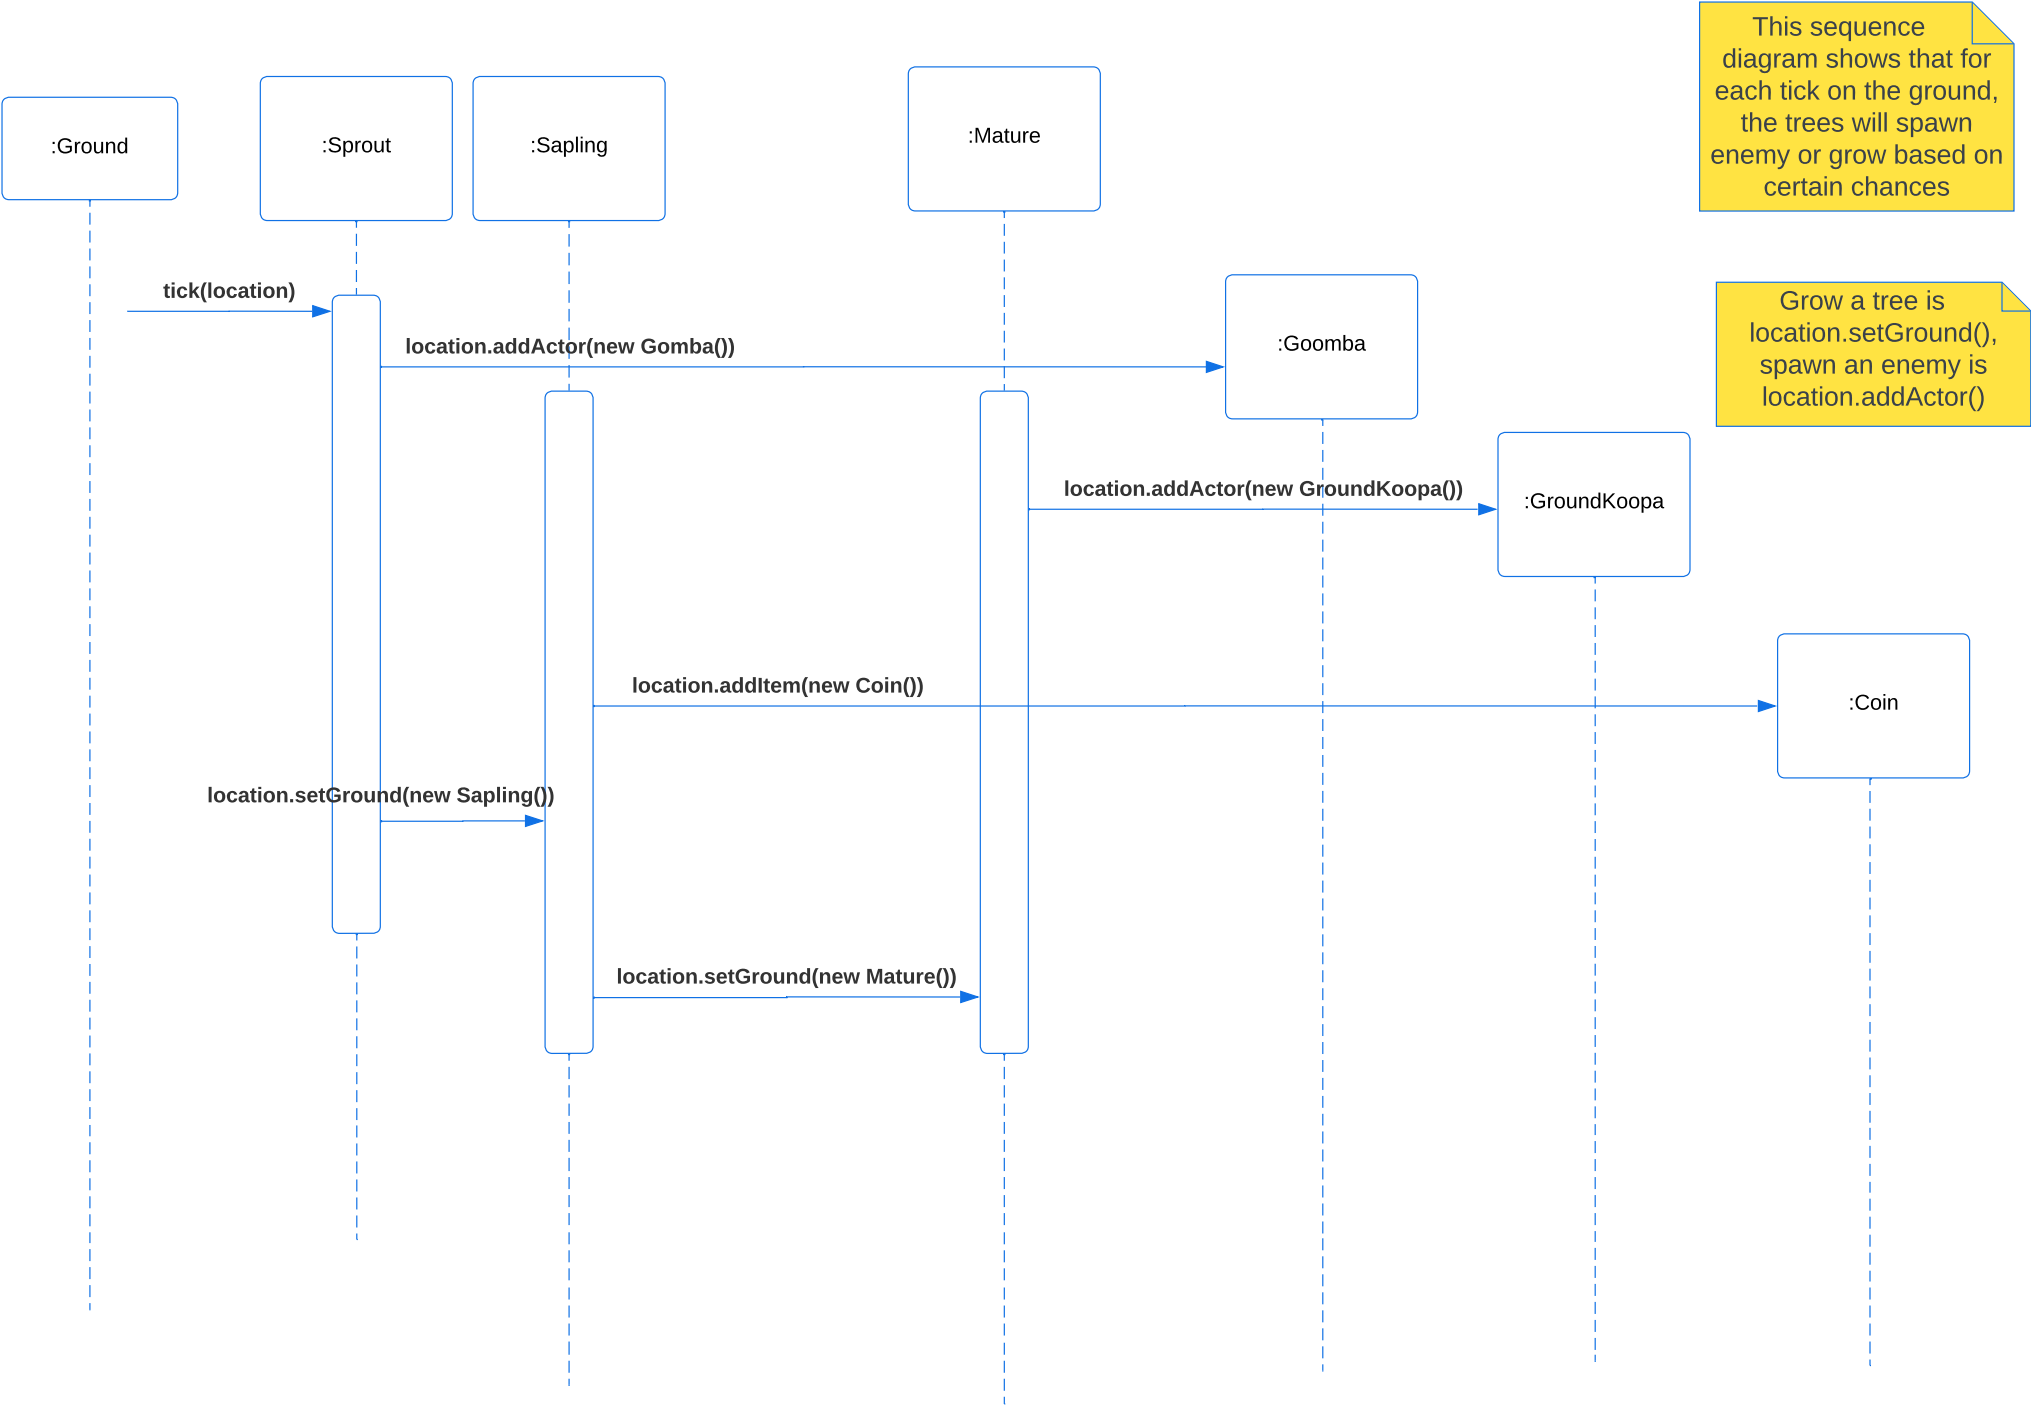 This sequence
diagram shows that for
each tick on the ground,
the trees will spawn
enemy or grow based on
certain chances
:Ground
:Sprout
:Sapling
:Mature
tick(location)
Grow a tree is
location.setGround(),
spawn an enemy is
location.addActor()
location.addActor(new Gomba())
:Goomba
location.addActor(new GroundKoopa())
:GroundKoopa
location.addItem(new Coin())
:Coin
location.setGround(new Sapling())
location.setGround(new Mature())